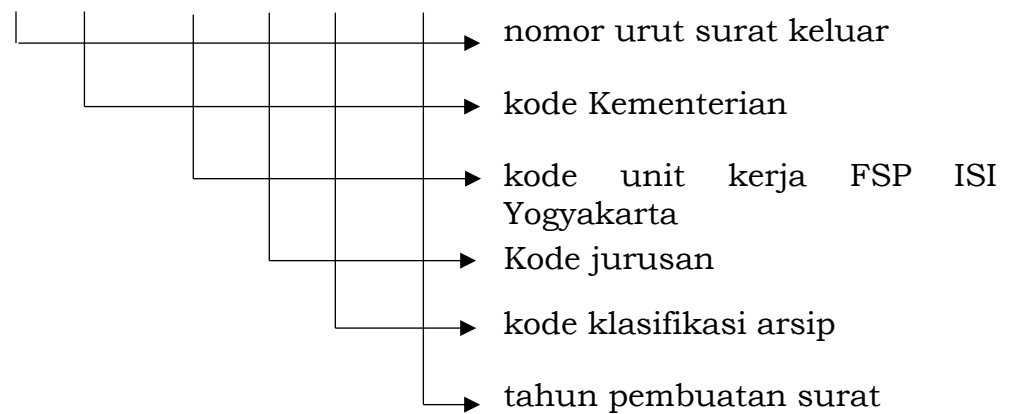 nomor urut surat keluar
kode Kementerian
kode unit kerja FSP ISI
Yogyakarta
Kode jurusan
kode klasifikasi arsip
tahun pembuatan surat